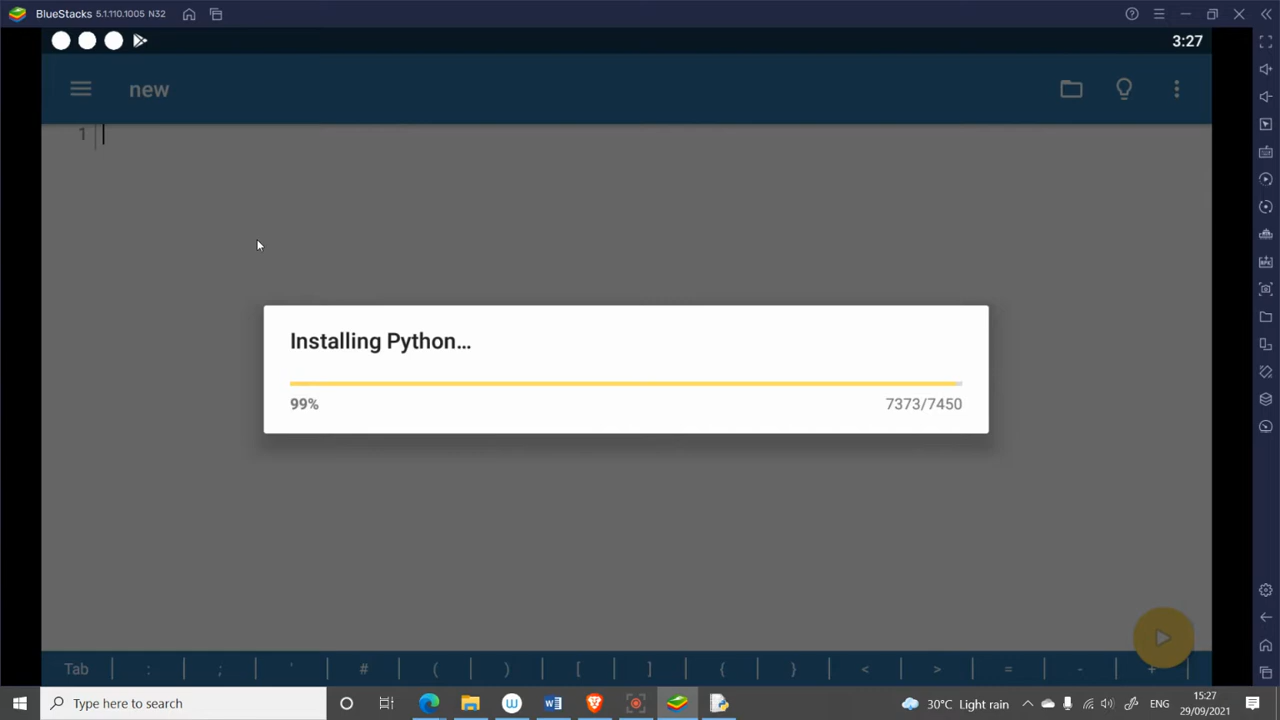 BlueStacks 5.1.110.1005 N32
3:27
new
1
Installing Python...
99% 7373/7450
Tab : ; ' # ( ) [ ] { } < > = - +
Type here to search
30°C Light rain
ENG
15:27
29/09/2021